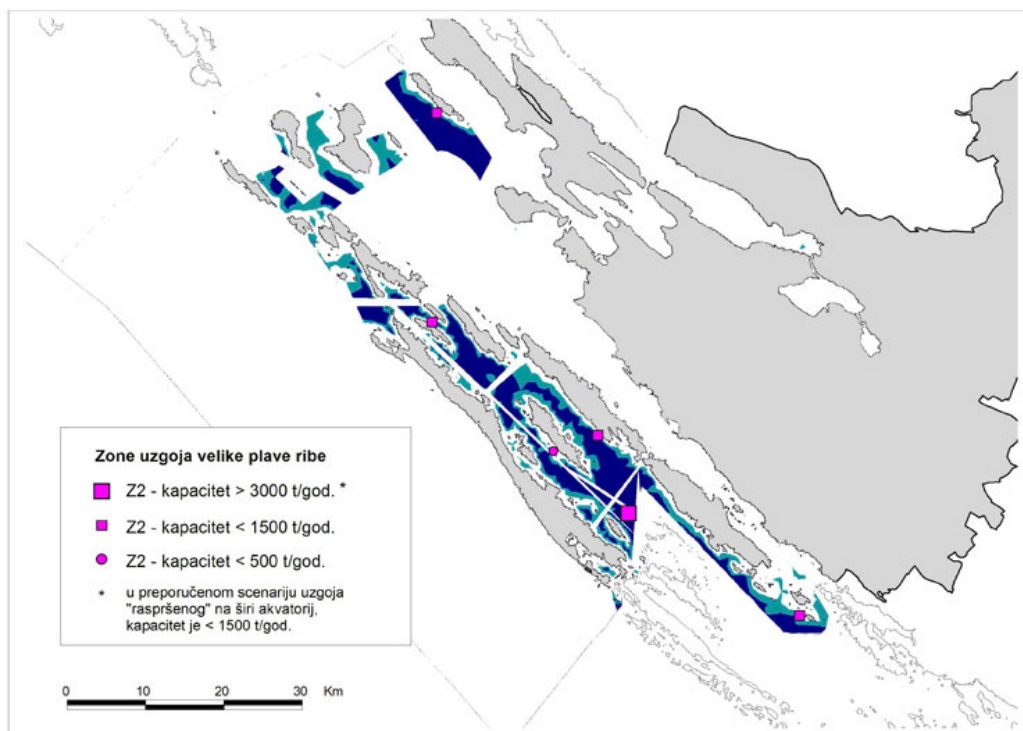 Zone uzgoja velike plave ribe
Z2 - kapacitet > 3000 t/god. *
Z2 - kapacitet < 1500 t/god.
Z2 - kapacitet < 500 t/god.
* u preporučenom scenariju uzgoja
"raspršenog" na širi akvatorij,
kapacitet je < 1500 t/god.
0 10 20 30 Km